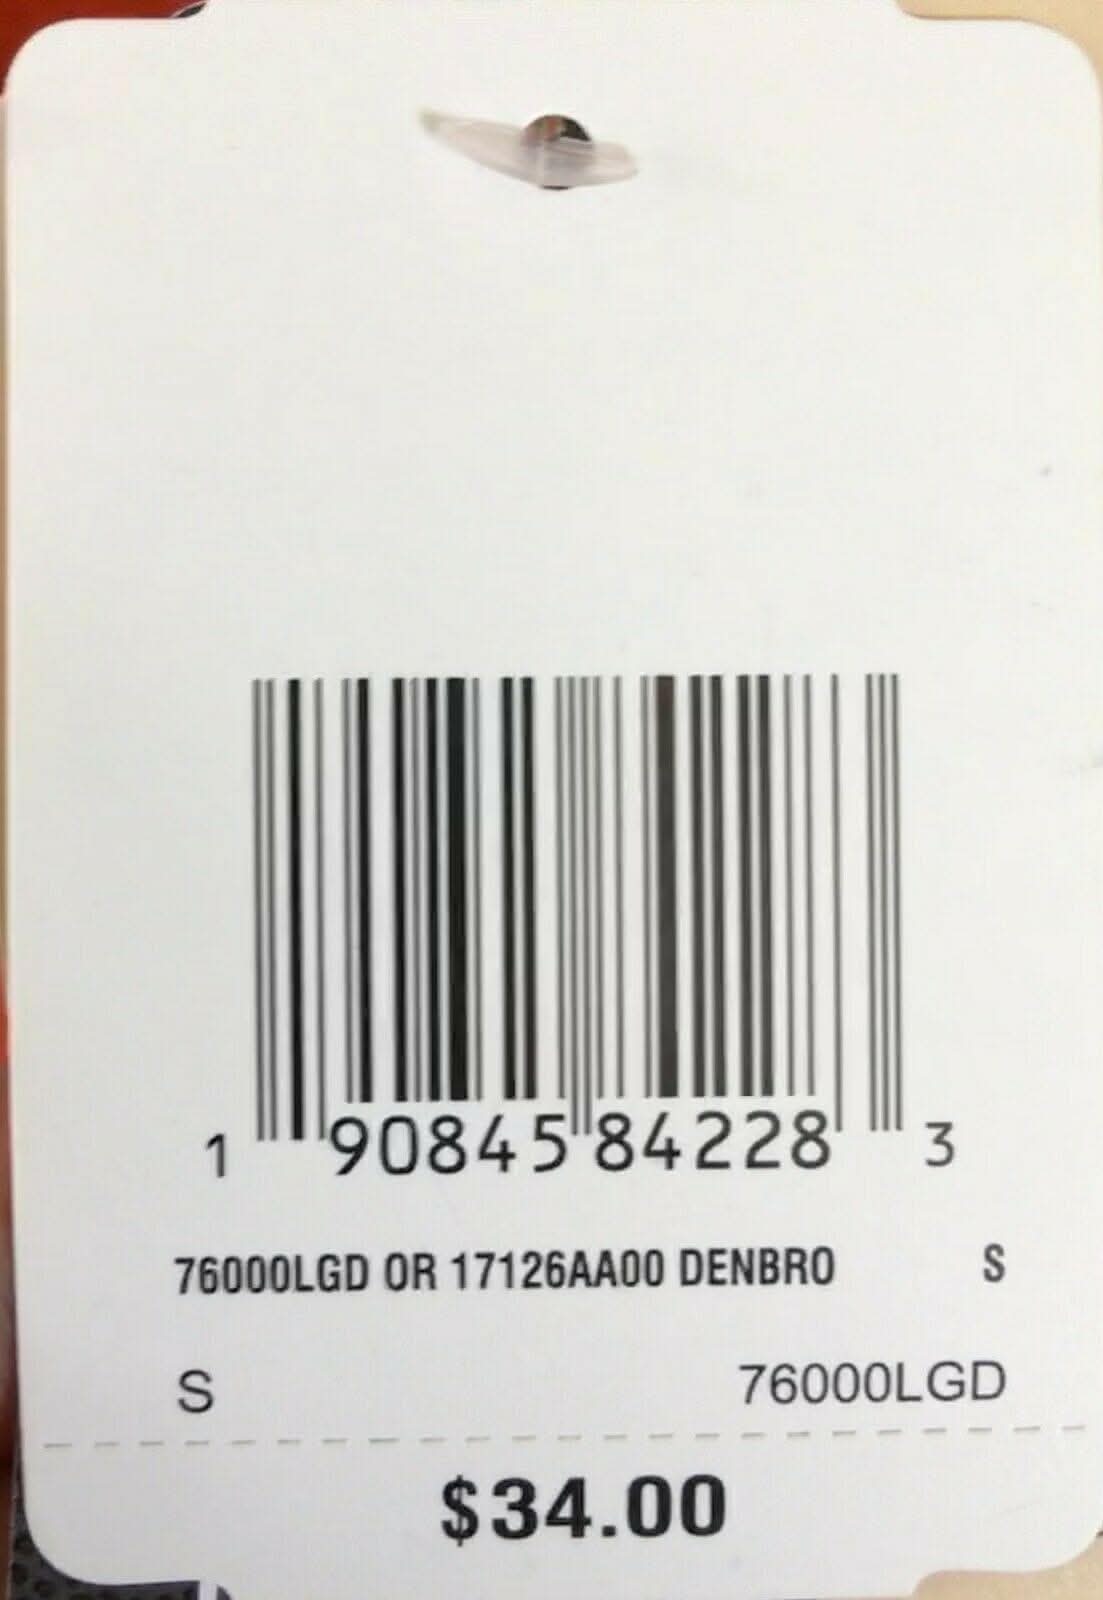 1 90845 84228 3
76000LGD OR 17126AA00 DENBRO S
S 76000LGD
$34.00